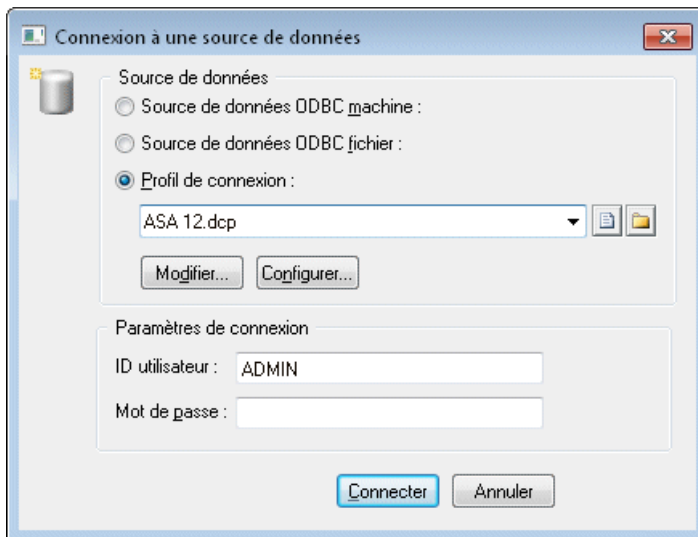 Connexion à une source de données
Source de données
Source de données ODBC machine :
Source de données ODBC fichier :
Profil de connexion :
ASA 12.dcp
Modifier... Configurer...
Paramètres de connexion
ID utilisateur : ADMIN
Mot de passe :
Connecter Annuler